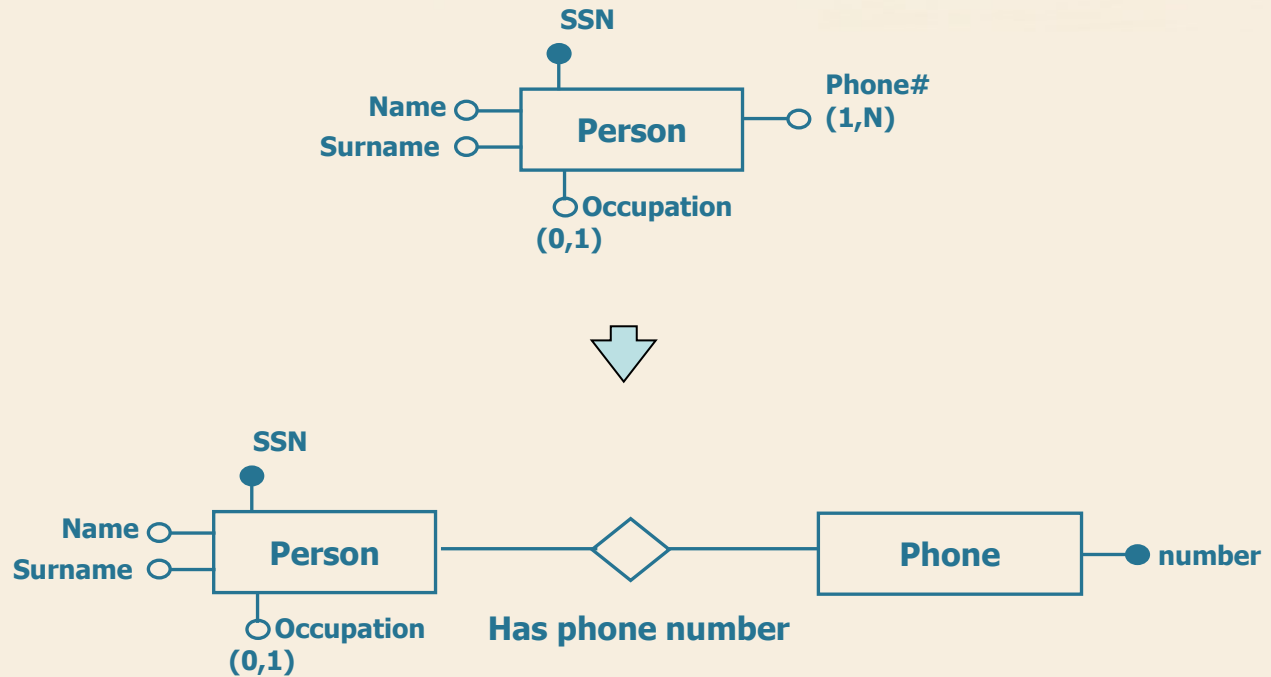 SSN
Phone#
(1,N)
Name
Person
Surname
Occupation
(0,1)
SSN
Name
Person
Phone
number
Surname
Occupation
(0,1)
Has phone number